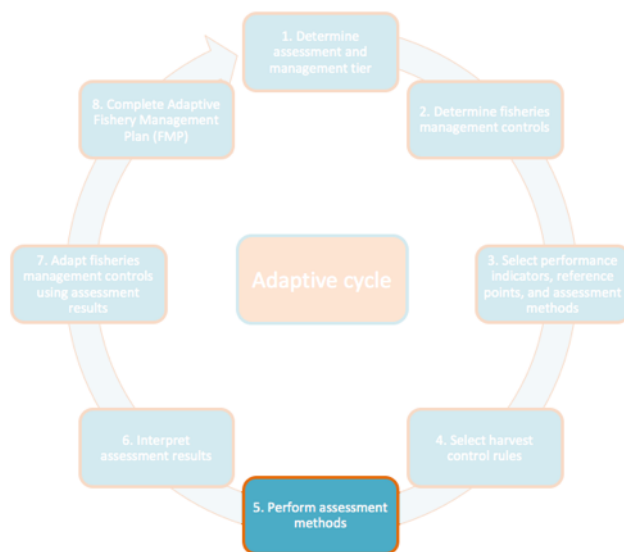 1. Determine
assessment and
management tier
2. Determine fisheries
management controls
3. Select performance
indicators, reference
points, and assessment
methods
4. Select harvest
control rules
5. Perform assessment
methods
6. Interpret
assessment results
7. Adapt fisheries
management controls
using assessment
results
8. Complete Adaptive
Fishery Management
Plan (FMP)
Adaptive cycle